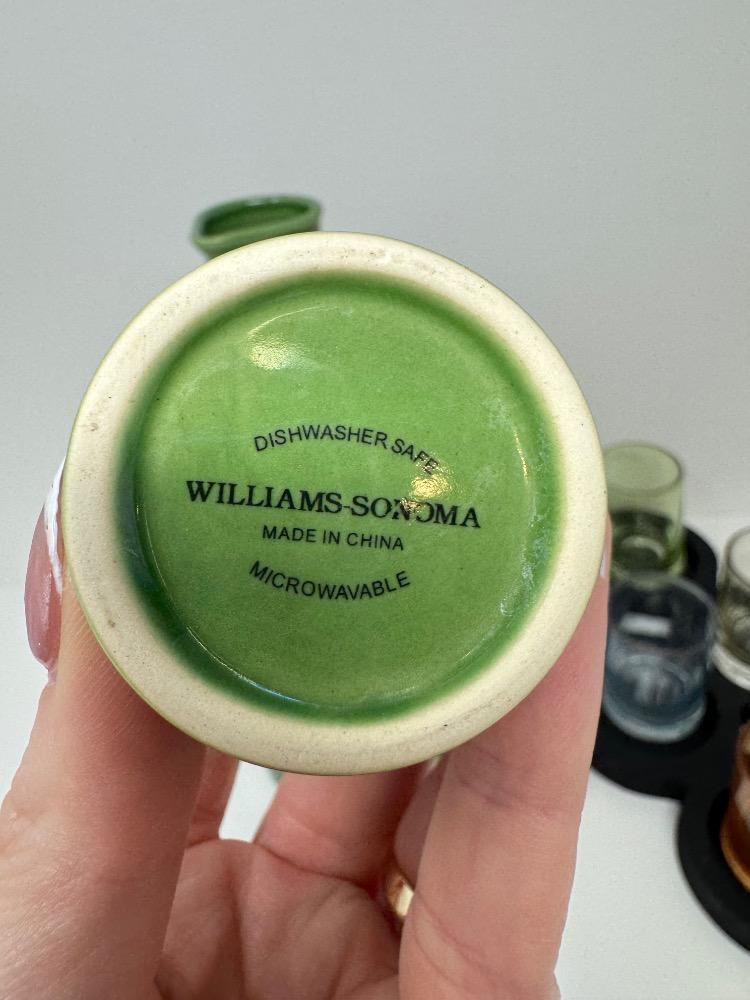 DISHWASHER SAFE
WILLIAMS-SONOMA
MADE IN CHINA
MICROWAVABLE